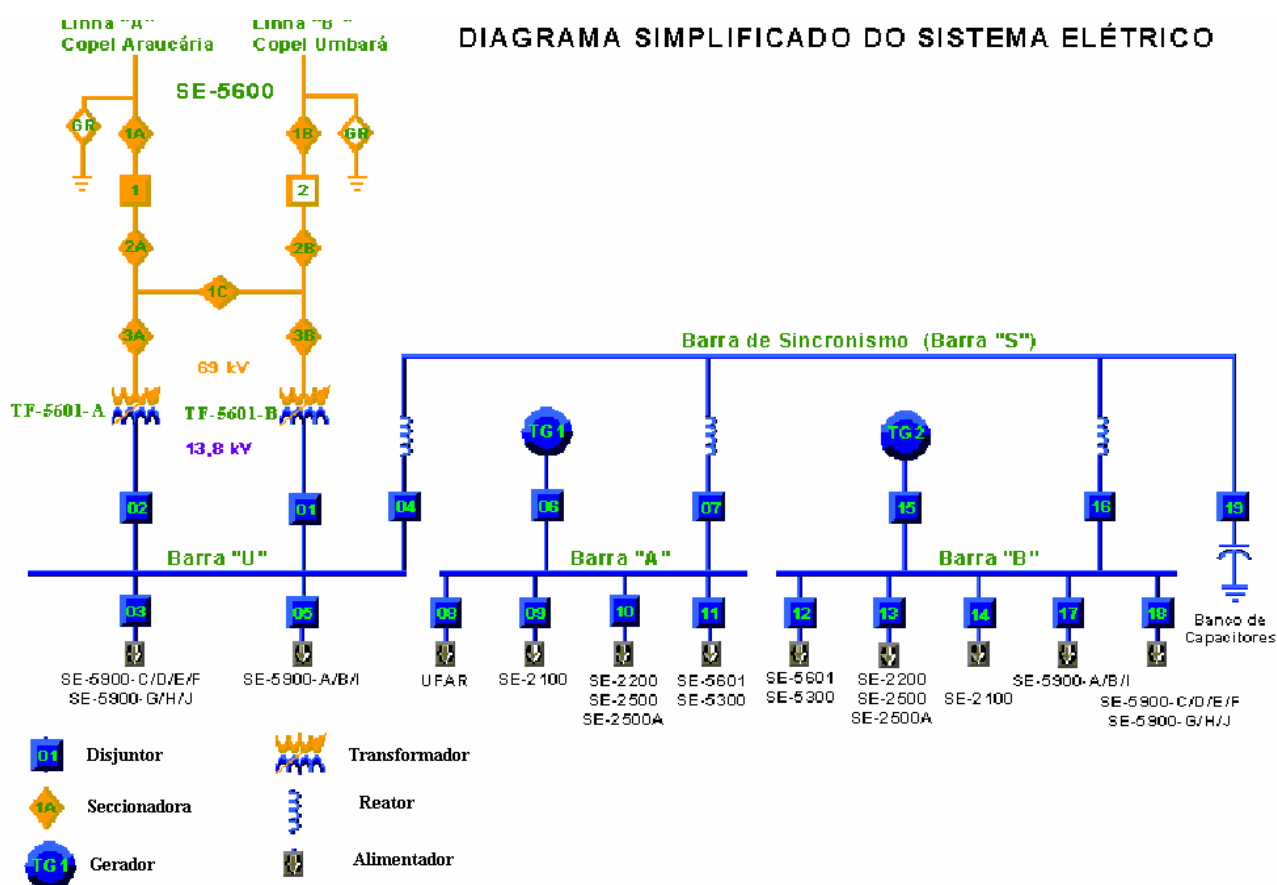 Linha "A"
Copel Araucária
Linha "B"
Copel Umbará
DIAGRAMA SIMPLIFICADO DO SISTEMA ELÉTRICO
SE-5600
GR
1A
1B
GR
1
2
2A
2B
1C
3A
3B
69 kV
TF-5601-A
TF-5601-B
13,8 kV
Barra de Sincronismo (Barra "S")
TG1
TG2
02
01
04
06
07
15
16
19
Barra "U"
Barra "A"
Barra "B"
03
05
08
09
10
11
12
13
14
17
18
Banco de
Capacitores
SE-5900-C/D/E/F
SE-5900-G/H/J
SE-5900-A/B/I
UFAR
SE-2100
SE-2200
SE-2500
SE-2500A
SE-5601
SE-5300
SE-5601
SE-5300
SE-2200
SE-2500
SE-2500A
SE-2100
SE-5900-A/B/I
SE-5900-C/D/E/F
SE-5900-G/H/J
01
Disjuntor
Transformador
1A
Seccionadora
Reator
TG1
Gerador
Alimentador